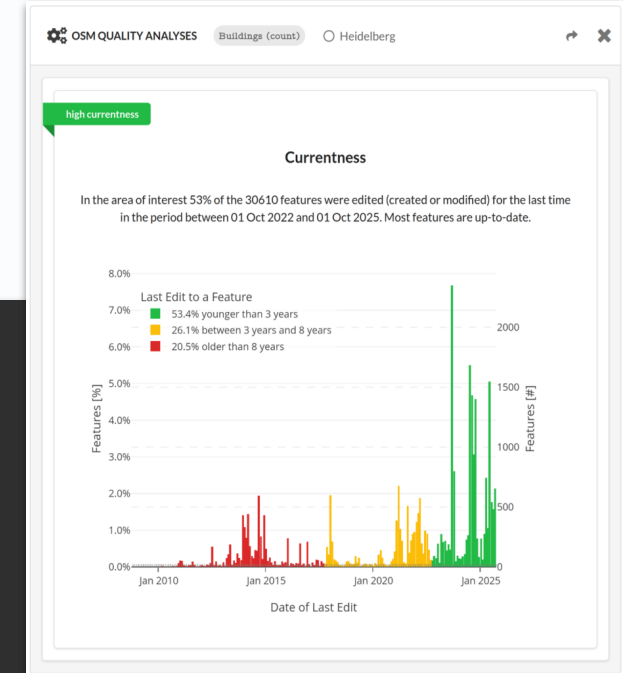 OSM QUALITY ANALYSES Buildings (count) Heidelberg
high currentness
Currentness
In the area of interest 53% of the 30610 features were edited (created or modified) for the last time
in the period between 01 Oct 2022 and 01 Oct 2025. Most features are up-to-date.
8.0%
7.0%
6.0%
5.0%
4.0%
3.0%
2.0%
1.0%
0.0%
Features [%]
Last Edit to a Feature
53.4% younger than 3 years
26.1% between 3 years and 8 years
20.5% older than 8 years
2000
1500
1000
500
0
Features [#]
Jan 2010 Jan 2015 Jan 2020 Jan 2025
Date of Last Edit